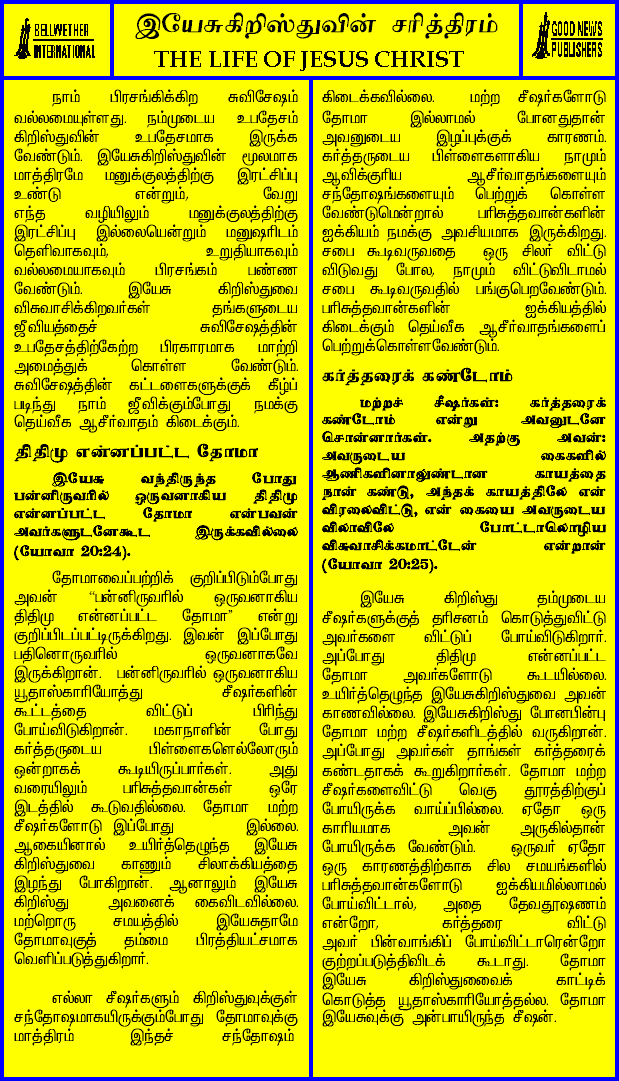 BELLWETHER
INTERNATIONAL
இயேசுகிறிஸ்துவின் சரித்திரம்
THE LIFE OF JESUS CHRIST
GOOD NEWS
PUBLISHERS
நாம் பிரசங்கிக்கிற சுவிசேஷம்
வல்லமையுள்ளது. நம்முடைய உபதேசம்
கிறிஸ்துவின் உபதேசமாக இருக்க
வேண்டும். இயேசுகிறிஸ்துவின் மூலமாக
மாத்திரமே மனுக்குலத்திற்கு இரட்சிப்பு
உண்டு என்றும், வேறு
எந்த வழியிலும் மனுக்குலத்திற்கு
இரட்சிப்பு இல்லையென்றும் மனுஷரிடம்
தெளிவாகவும், உறுதியாகவும்
வல்லமையாகவும் பிரசங்கம் பண்ண
வேண்டும். இயேசு கிறிஸ்துவை
விசுவாசிக்கிறவர்கள் தங்களுடைய
ஜீவியத்தைச் சுவிசேஷத்தின்
உபதேசத்திற்கேற்ற பிரகாரமாக மாற்றி
அமைத்துக் கொள்ள வேண்டும்.
சுவிசேஷத்தின் கட்டளைகளுக்குக் கீழ்ப்
படிந்து நாம் ஜீவிக்கும்போது நமக்கு
தெய்வீக ஆசீர்வாதம் கிடைக்கும்.
திதிமு என்னப்பட்ட தோமா
இயேசு வந்திருந்த போது
பன்னிருவரில் ஒருவனாகிய திதிமு
என்னப்பட்ட தோமா என்பவன்
அவர்களுடனேகூட இருக்கவில்லை
(யோவா 20:24).
தோமாவைப்பற்றிக் குறிப்பிடும்போது
அவன் “பன்னிருவரில் ஒருவனாகிய
திதிமு என்னப்பட்ட தோமா” என்று
குறிப்பிடப்பட்டிருக்கிறது. இவன் இப்போது
பதினொருவரில் ஒருவனாகவே
இருக்கிறான். பன்னிருவரில் ஒருவனாகிய
யூதாஸ்காரியோத்து சீஷர்களின்
கூட்டத்தை விட்டுப் பிரிந்து
போய்விடுகிறான். மகாநாளின் போது
கர்த்தருடைய பிள்ளைகளெல்லோரும்
ஒன்றாகக் கூடியிருப்பார்கள். அது
வரையிலும் பரிசுத்தவான்கள் ஒரே
இடத்தில் கூடுவதில்லை. தோமா மற்ற
சீஷர்களோடு இப்போது இல்லை.
ஆகையினால் உயிர்த்தெழுந்த இயேசு
கிறிஸ்துவை காணும் சிலாக்கியத்தை
இழந்து போகிறான். ஆனாலும் இயேசு
கிறிஸ்து அவனைக் கைவிடவில்லை.
மற்றொரு சமயத்தில் இயேசுதாமே
தோமாவுகுத் தம்மை பிரத்தியட்சமாக
வெளிப்படுத்துகிறார்.
எல்லா சீஷர்களும் கிறிஸ்துவுக்குள்
சந்தோஷமாகயிருக்கும்போது தோமாவுக்கு
மாத்திரம் இந்தச் சந்தோஷம்
கிடைக்கவில்லை. மற்ற சீஷர்களோடு
தோமா இல்லாமல் போனதுதான்
அவனுடைய இழப்புக்குக் காரணம்.
கர்த்தருடைய பிள்ளைகளாகிய நாமும்
ஆவிக்குரிய ஆசீர்வாதங்களையும்
சந்தோஷங்களையும் பெற்றுக் கொள்ள
வேண்டுமென்றால் பரிசுத்தவான்களின்
ஐக்கியம் நமக்கு அவசியமாக இருக்கிறது.
சபை கூடிவருவதை ஒரு சிலர் விட்டு
விடுவது போல, நாமும் விட்டுவிடாமல்
சபை கூடிவருவதில் பங்குபெறவேண்டும்.
பரிசுத்தவான்களின் ஐக்கியத்தில்
கிடைக்கும் தெய்வீக ஆசீர்வாதங்களைப்
பெற்றுக்கொள்ளவேண்டும்.
கர்த்தரைக் கண்டோம்
மற்றச் சீஷர்கள்: கர்த்தரைக்
கண்டோம் என்று அவனுடனே
சொன்னார்கள். அதற்கு அவன்:
அவருடைய கைகளில்
ஆணிகளினாலுண்டான காயத்தை
நான் கண்டு, அந்தக் காயத்திலே என்
விரலைவிட்டு, என் கையை அவருடைய
விலாவிலே போட்டாலொழிய
விசுவாசிக்கமாட்டேன் என்றான்
(யோவா 20:25).
இயேசு கிறிஸ்து தம்முடைய
சீஷர்களுக்குத் தரிசனம் கொடுத்துவிட்டு
அவர்களை விட்டுப் போய்விடுகிறார்.
அப்போது திதிமு என்னப்பட்ட
தோமா அவர்களோடு கூடயில்லை.
உயிர்த்தெழுந்த இயேசுகிறிஸ்துவை அவன்
காணவில்லை. இயேசுகிறிஸ்து போனபின்பு
தோமா மற்ற சீஷர்களிடத்தில் வருகிறான்.
அப்போது அவர்கள் தாங்கள் கர்த்தரைக்
கண்டதாகக் கூறுகிறார்கள். தோமா மற்ற
சீஷர்களைவிட்டு வெகு தூரத்திற்குப்
போயிருக்க வாய்ப்பில்லை. ஏதோ ஒரு
காரியமாக அவன் அருகில்தான்
போயிருக்க வேண்டும். ஒருவர் ஏதோ
ஒரு காரணத்திற்காக சில சமயங்களில்
பரிசுத்தவான்களோடு ஐக்கியமில்லாமல்
போய்விட்டால், அதை தேவதூஷணம்
என்றோ, கர்த்தரை விட்டு
அவர் பின்வாங்கிப் போய்விட்டாரென்றோ
குற்றப்படுத்திவிடக் கூடாது. தோமா
இயேசு கிறிஸ்துவைக் காட்டிக்
கொடுத்த யூதாஸ்காரியோத்தல்ல. தோமா
இயேசுவுக்கு அன்பாயிருந்த சீஷன்.